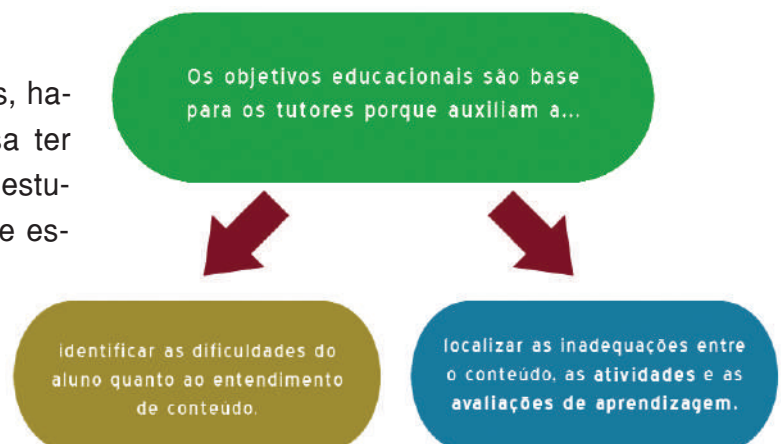 s, ha-
sa ter
estu-
e es-
Os objetivos educacionais são base
para os tutores porque auxiliam a...
identificar as dificuldades do
aluno quanto ao entendimento
de conteúdo.
localizar as inadequações entre
o conteúdo, as atividades e as
avaliações de aprendizagem.